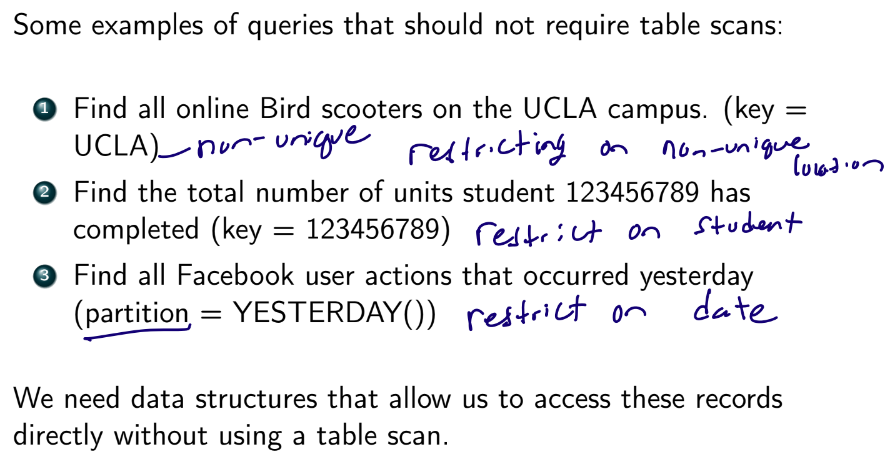 Some examples of queries that should not require table scans:
1 Find all online Bird scooters on the UCLA campus. (key =
UCLA) non-unique restricting on non-unique
location
2 Find the total number of units student 123456789 has
completed (key = 123456789) restrict on student
3 Find all Facebook user actions that occurred yesterday
(partition = YESTERDAY()) restrict on date
We need data structures that allow us to access these records
directly without using a table scan.